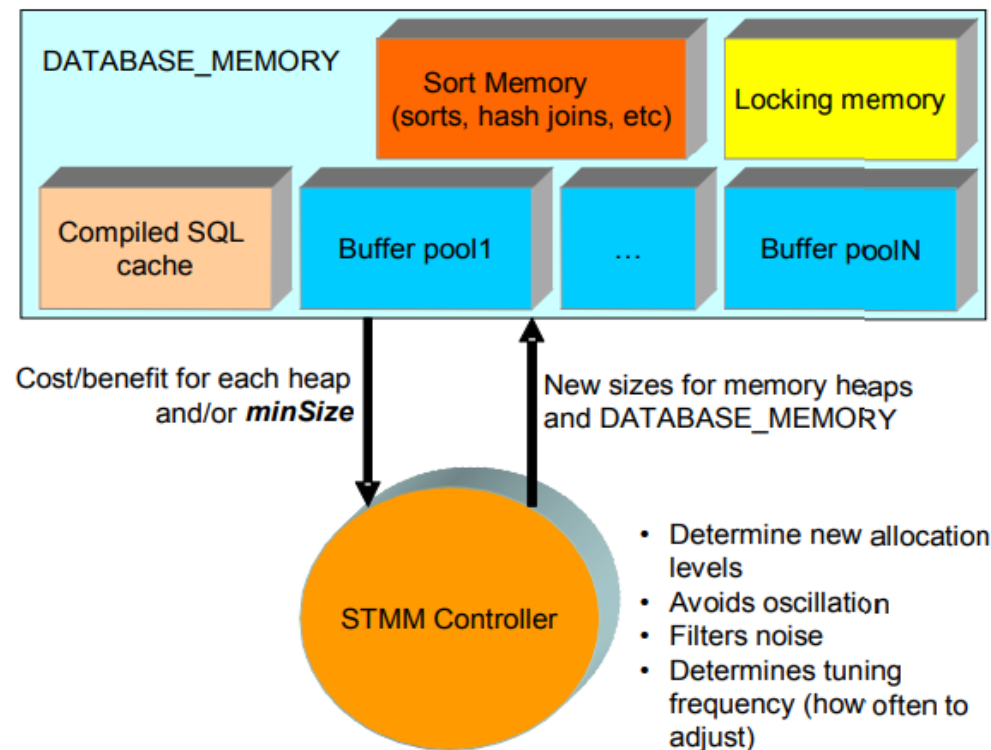 DATABASE_MEMORY
Sort Memory
(sorts, hash joins, etc)
Locking memory
Compiled SQL
cache
Buffer pool1
...
Buffer poolN
Cost/benefit for each heap
and/or minSize
New sizes for memory heaps
and DATABASE_MEMORY
STMM Controller
• Determine new allocation
levels
• Avoids oscillation
• Filters noise
• Determines tuning
frequency (how often to
adjust)